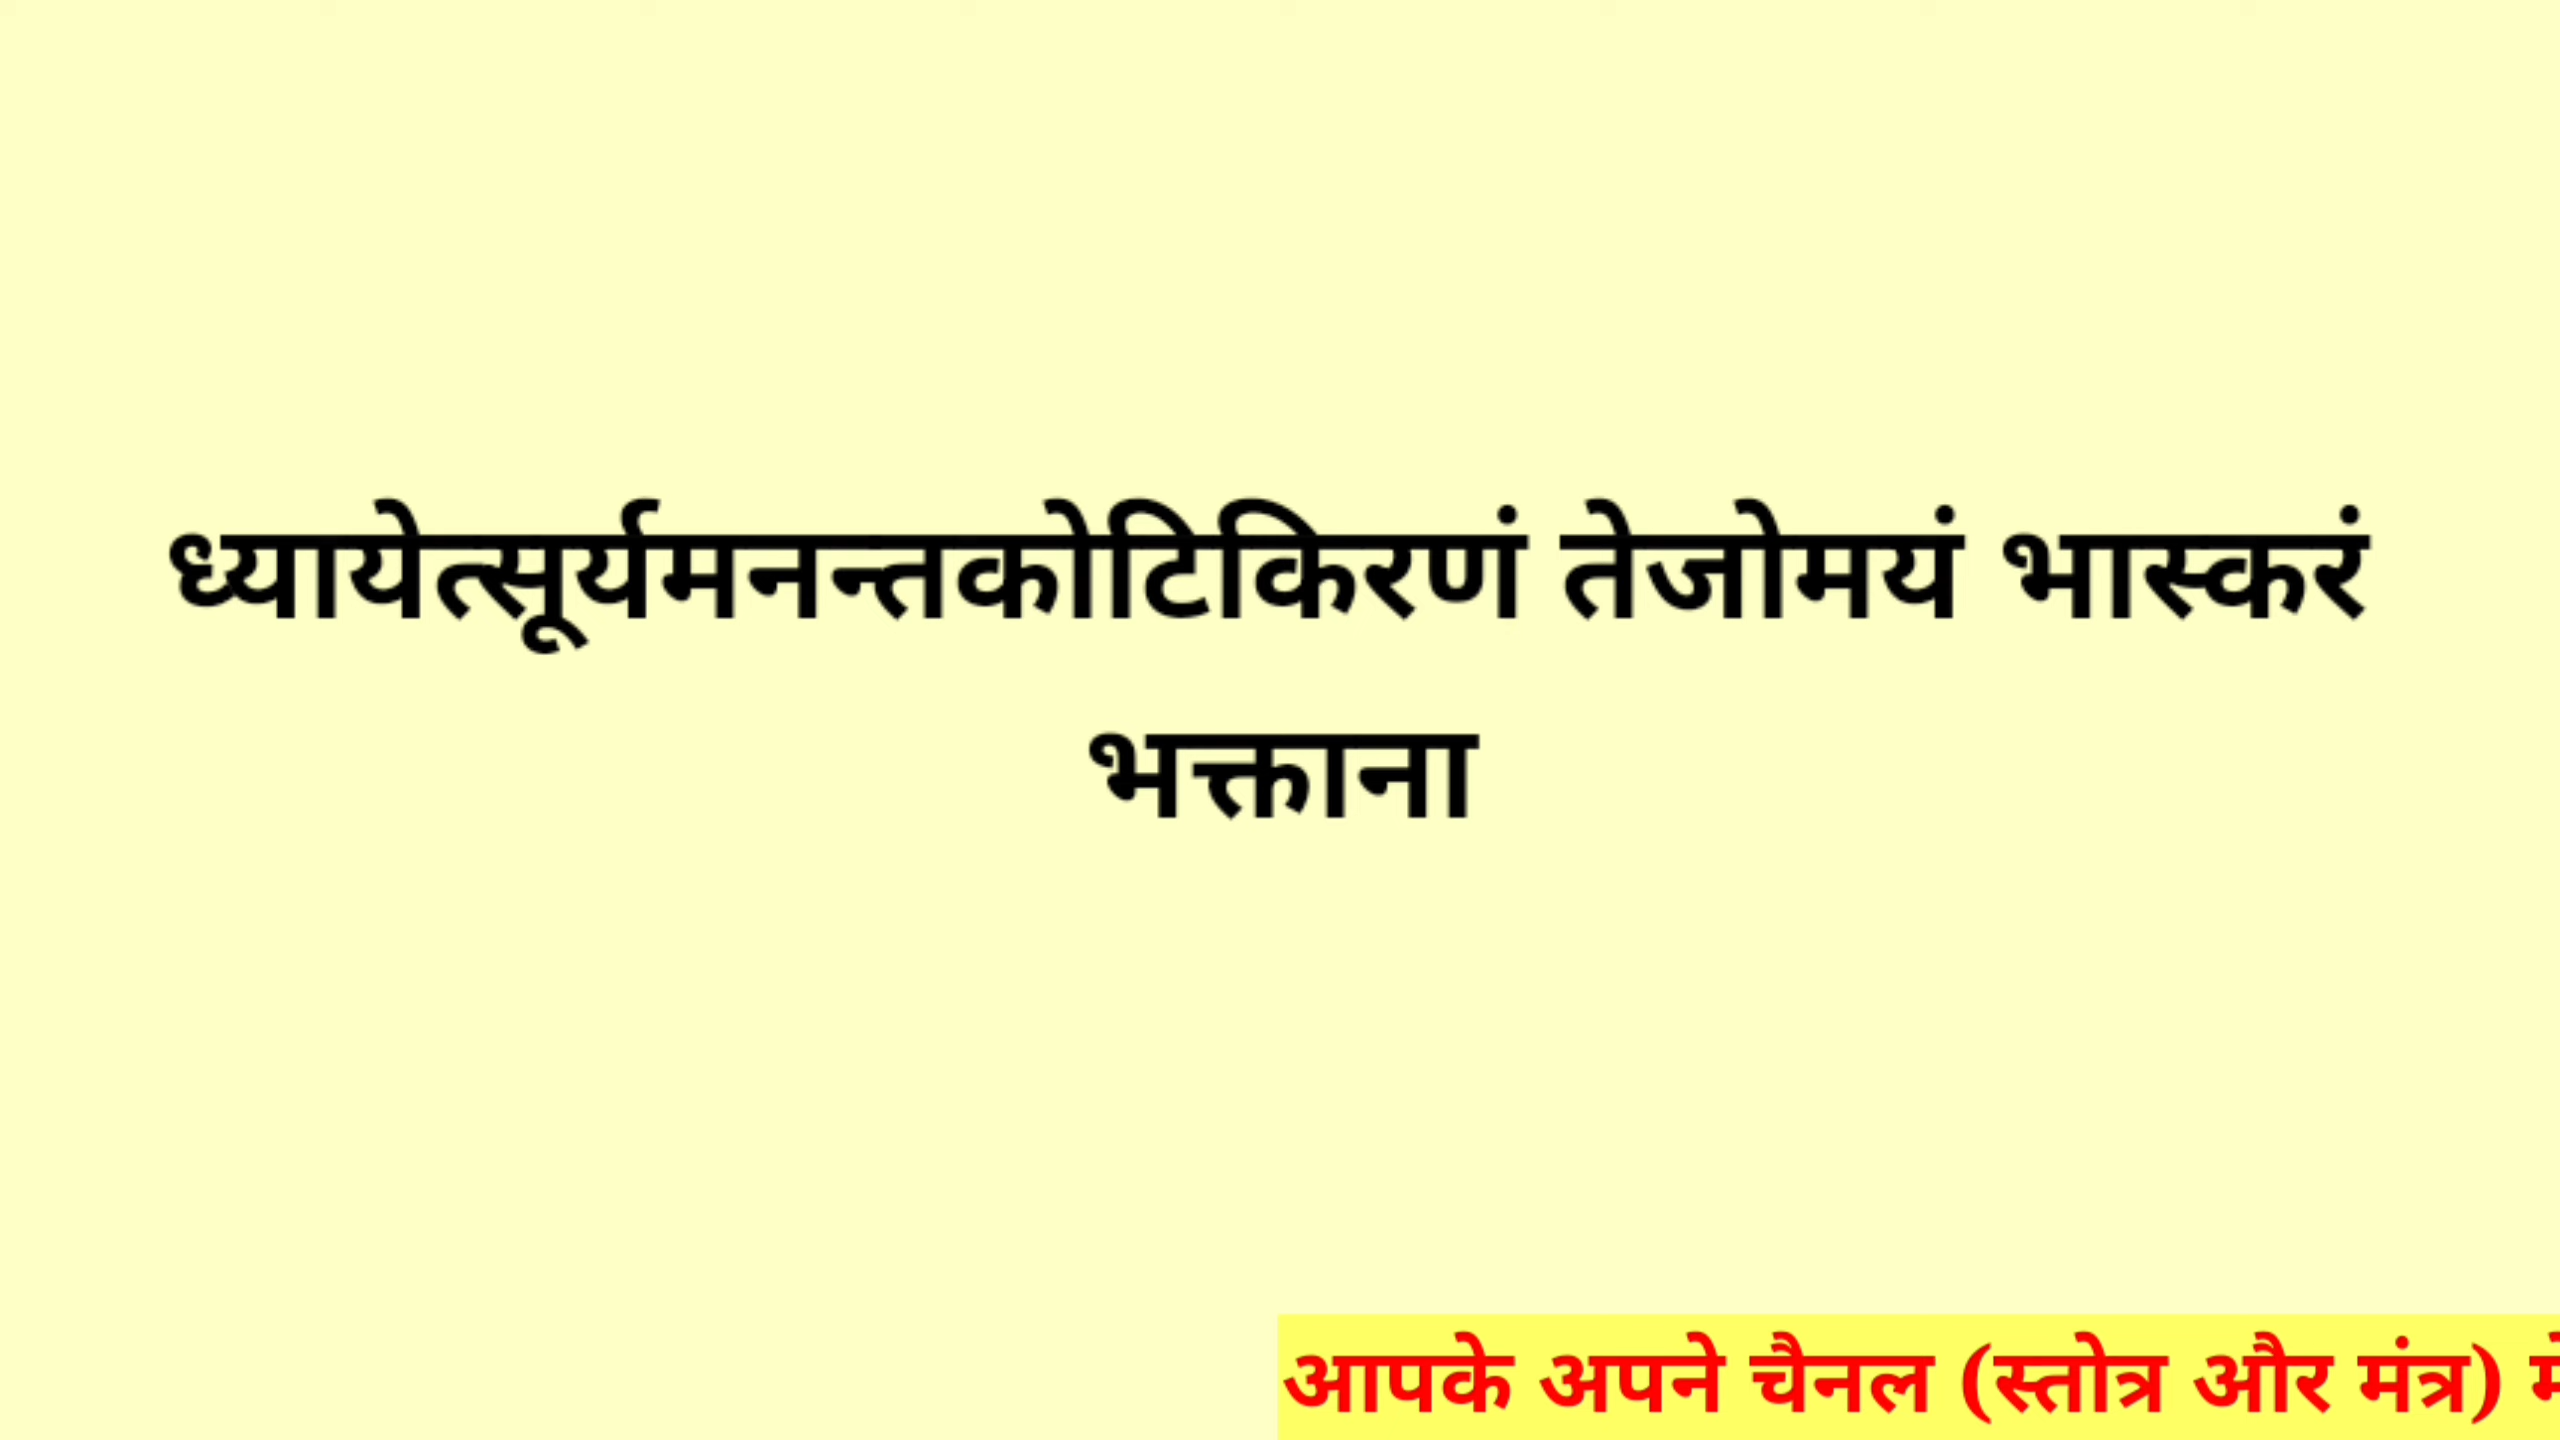 ध्यायेत्सूर्यमनन्तकोटिकिरणं तेजोमयं भास्करं
भक्ताना
आपके अपने चैनल (स्तोत्र और मंत्र)